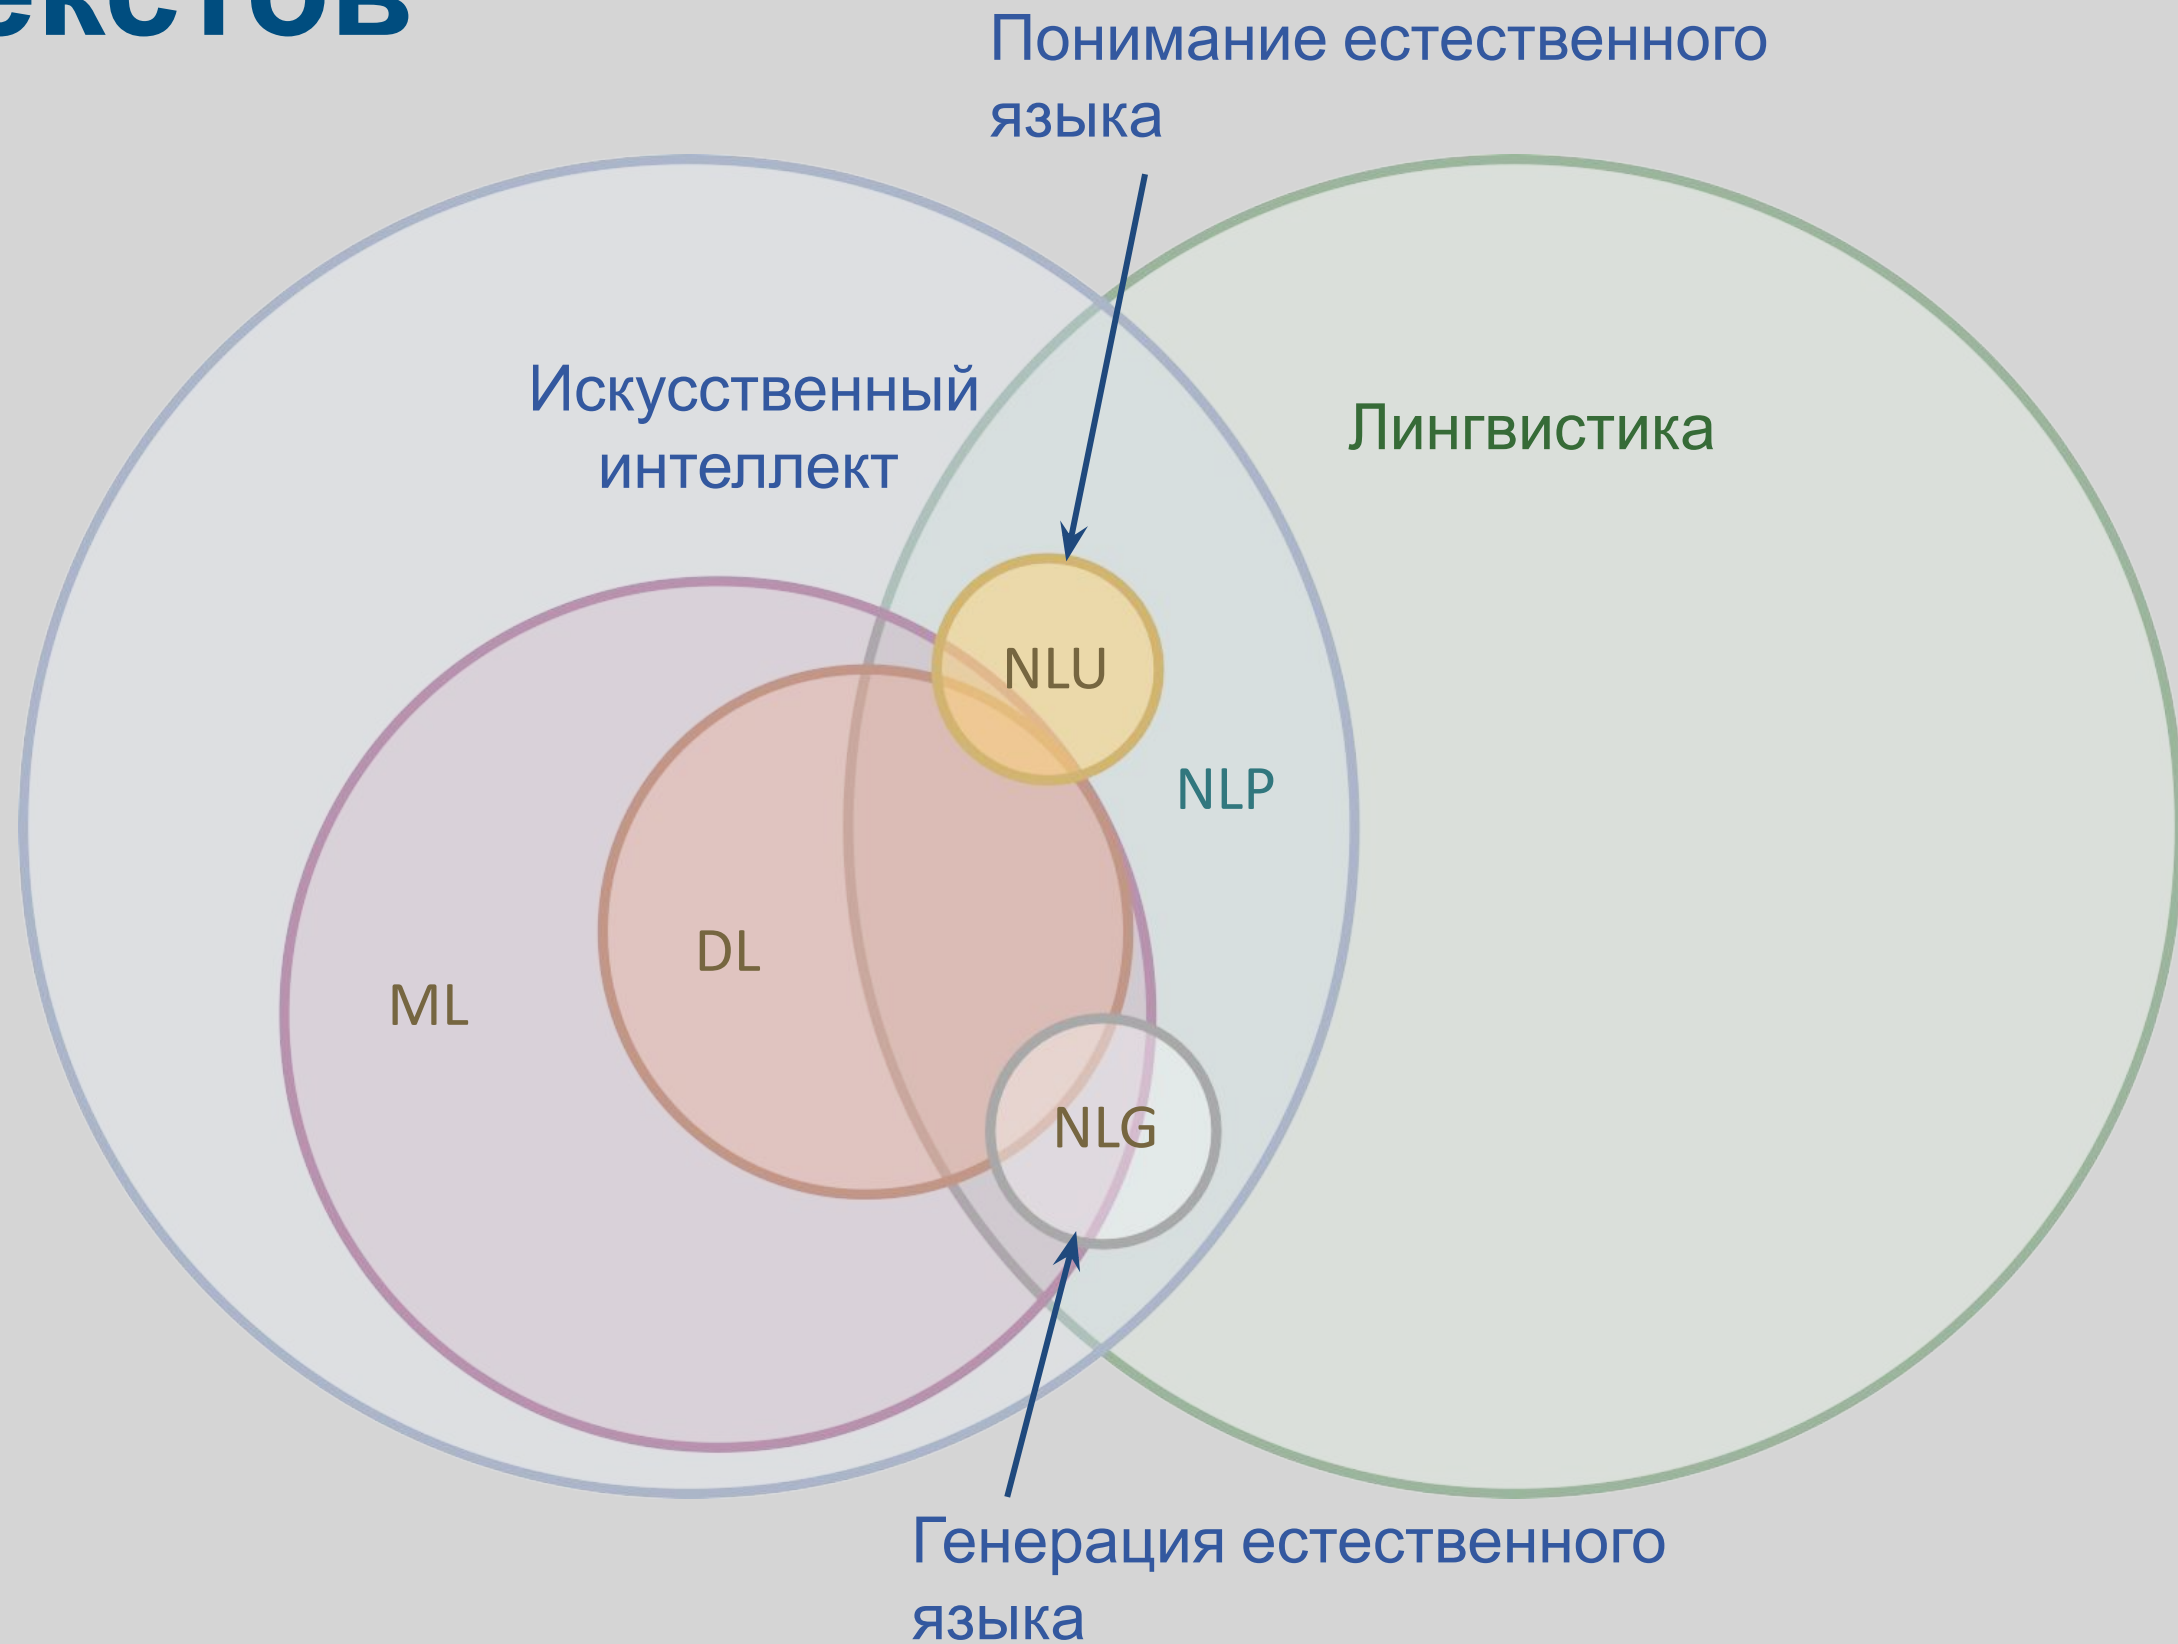 Понимание естественного
языка
Искусственный
интеллект
Лингвистика
NLU
NLP
DL
ML
NLG
Генерация естественного
языка